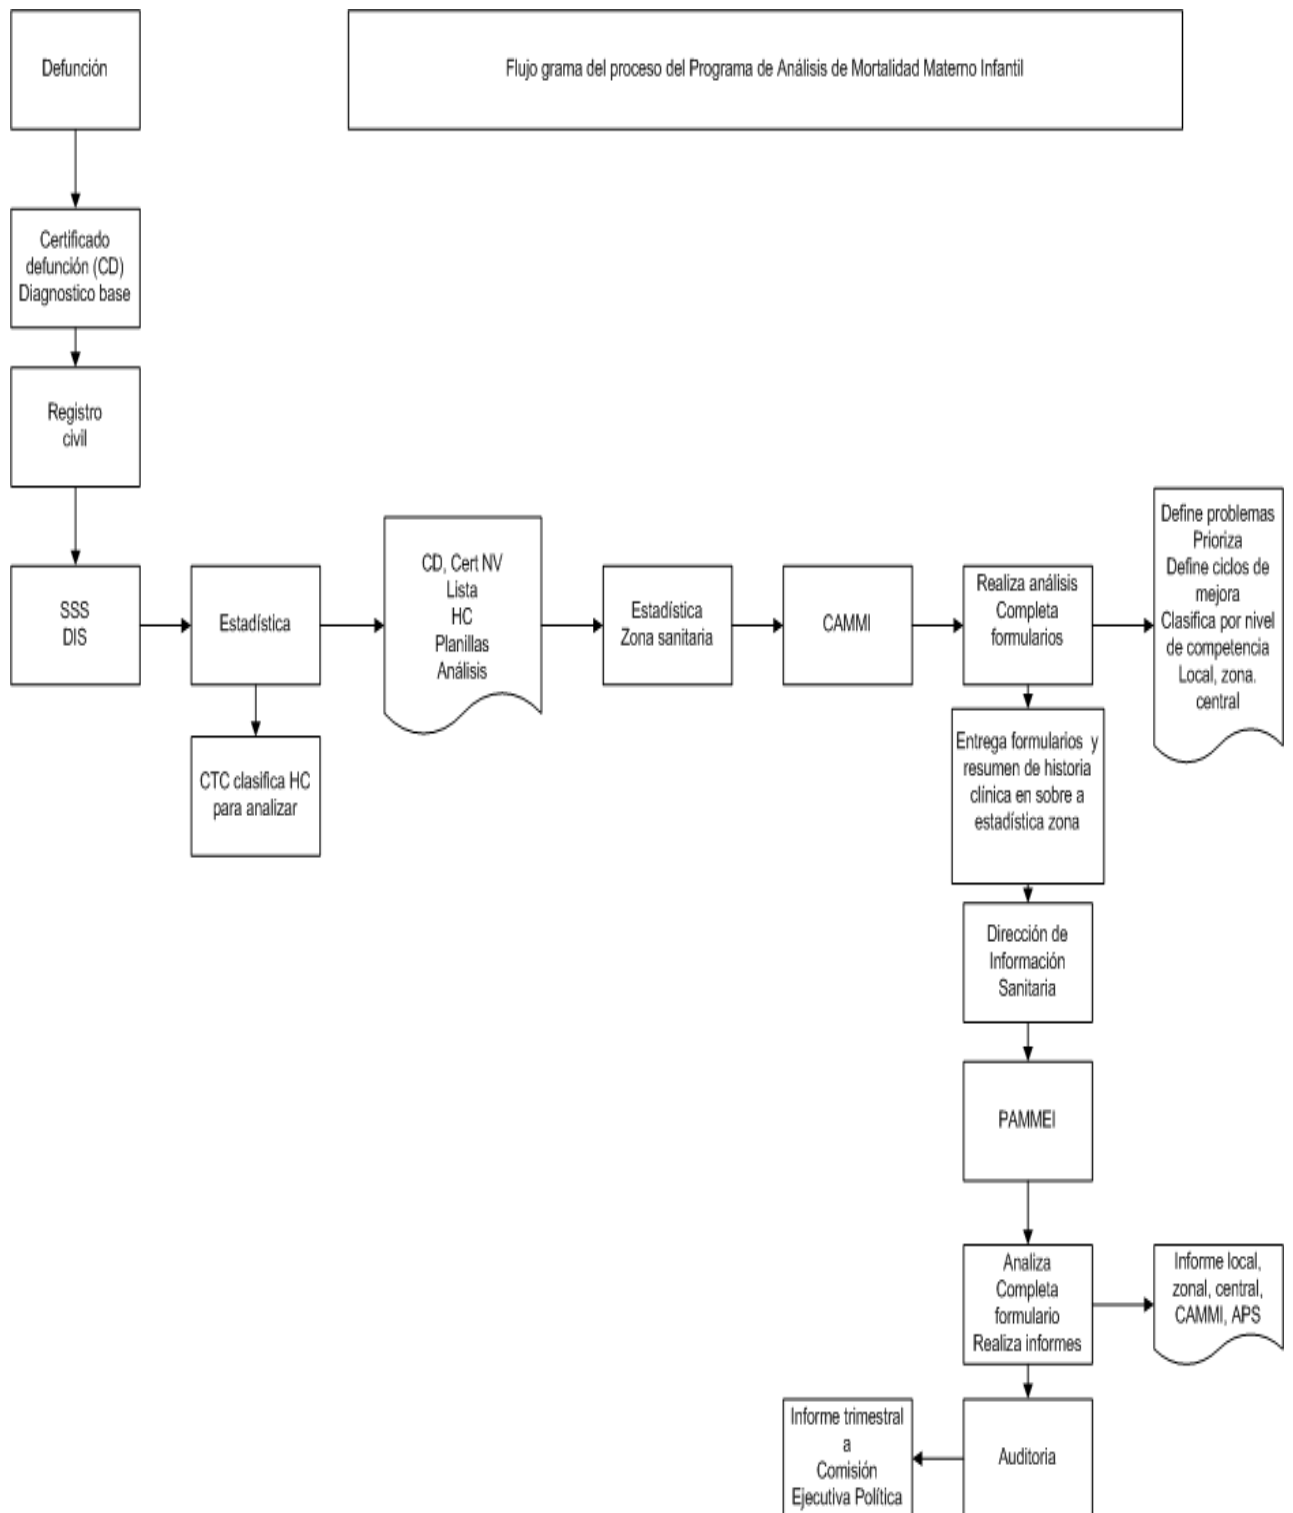 Defunción
Flujo grama del proceso del Programa de Análisis de Mortalidad Materno Infantil
Certificado
defunción (CD)
Diagnostico base
Registro
civil
SSS
DIS
Estadística
CTC clasifica HC
para analizar
CD, Cert NV
Lista
HC
Planillas
Análisis
Estadística
Zona sanitaria
CAMMI
Realiza análisis
Completa
formularios
Define problemas
Prioriza
Define ciclos de
mejora
Clasifica por nivel
de competencia
Local, zona.
central
Entrega formularios y
resumen de historia
clínica en sobre a
estadística zona
Dirección de
Información
Sanitaria
PAMMEI
Analiza
Completa
formulario
Realiza informes
Informe local,
zonal, central,
CAMMI, APS
Auditoria
Informe trimestral
a
Comisión
Ejecutiva Política